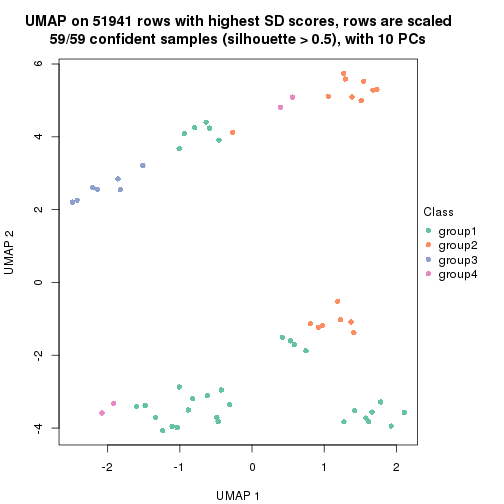 UMAP on 51941 rows with highest SD scores, rows are scaled
59/59 confident samples (silhouette > 0.5), with 10 PCs
6
4
2
0
-2
-4
UMAP 2
-2
-1
0
1
2
UMAP 1
Class
group1
group2
group3
group4